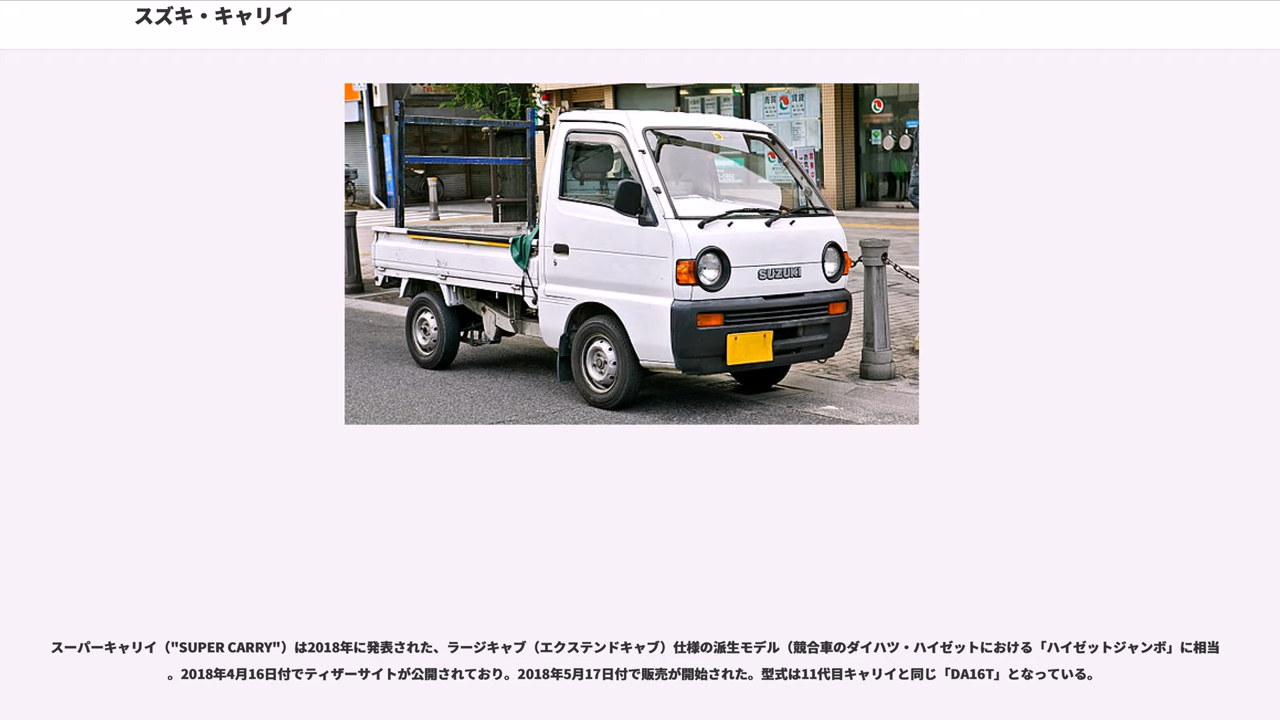 スズキ・キャリイ
売買
賃貸
SUZUKI
スーパーキャリイ（"SUPER CARRY"）は2018年に発表された、ラージキャブ（エクステンドキャブ）仕様の派生モデル（競合車のダイハツ・ハイゼットにおける「ハイゼットジャンボ」に相当
。2018年4月16日付でティザーサイトが公開されており。2018年5月17日付で販売が開始された。型式は11代目キャリイと同じ「DA16T」となっている。